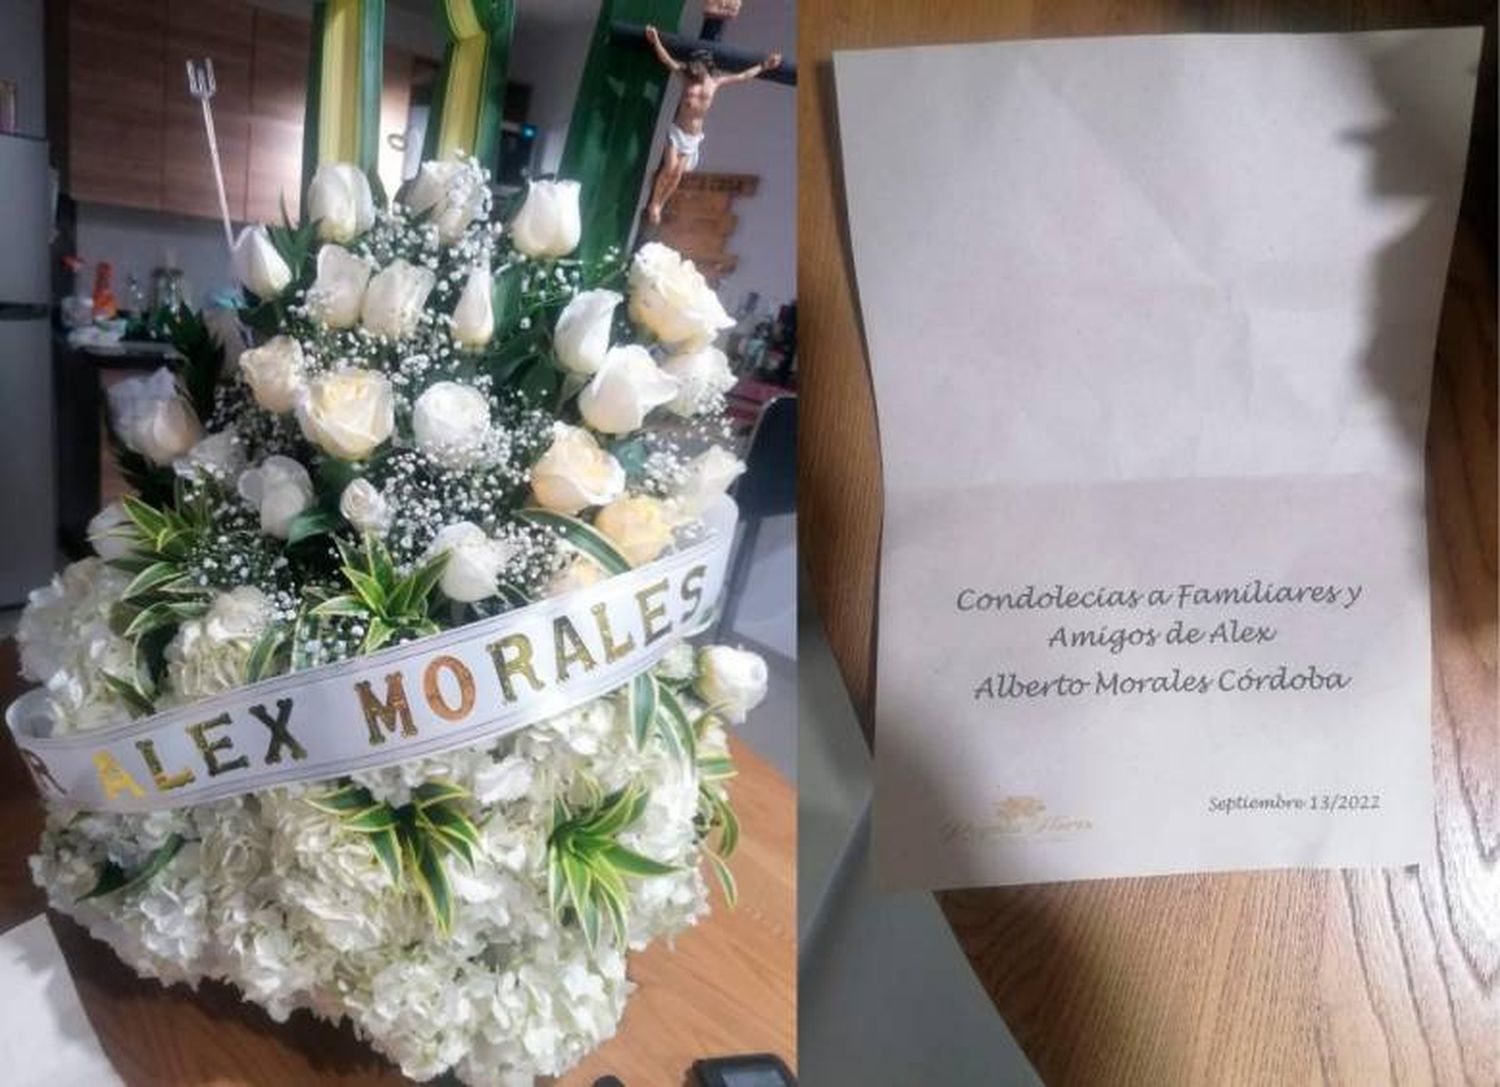 R ALEX MORALES
Condolecias a Familiares y
Amigos de Alex
Alberto Morales Córdoba
Septiembre 13/2022